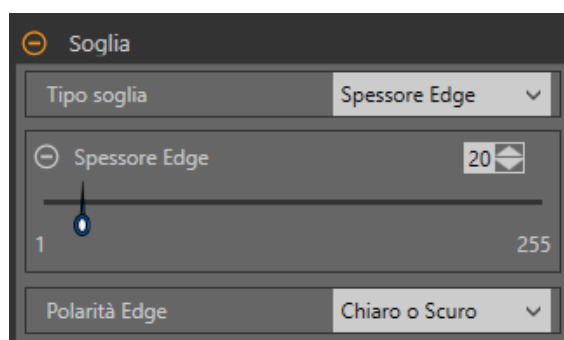 Soglia
Tipo soglia Spessore Edge
Spessore Edge 20
1 255
Polarità Edge Chiaro o Scuro